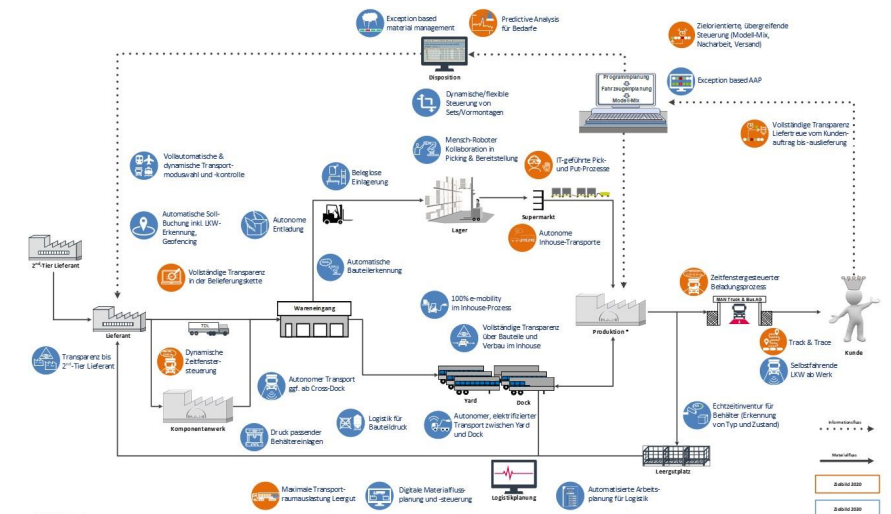 Exception based
material management
Predictive Analysis
für Bedarfe
Zielorientierte, übergreifende
Steuerung (Modell-Mix,
Nacharbeit, Versand)
Disposition
Programmplanung
Fahrzeugeinplanung
Modell-Mix
Exception based AAP
Dynamische/flexible
Steuerung von
Sets/Vormontagen
Vollständige Transparenz
Liefertreue vom Kunden-
auftrag bis -auslieferung
Mensch-Roboter
Kollaboration in
Picking & Bereitstellung
Vollautomatische &
dynamische Transport-
moduswahl und -kontrolle
Beleglose
Einlagerung
IT-geführte Pick-
und Put-Prozesse
Automatische Soll-
Buchung inkl. LKW-
Erkennung,
Geofencing
Autonome
Entladung
Lager
Supermarkt
Autonome
Inhouse-Transporte
2nd-Tier Lieferant
Vollständige Transparenz
in der Belieferungskette
Automatische
Bauteilerkennung
Zeitfenstergesteuerter
Beladungsprozess
Wareneingang
100% e-mobility
im Inhouse-Prozess
MAN Truck & Bus AG
Lieferant
TDL
Vollständige Transparenz
über Bauteile und
Verbau im Inhouse
Produktion *
Track & Trace
Kunde
Transparenz bis
2nd-Tier Lieferant
Dynamische
Zeitfenster-
steuerung
Selbstfahrende
LKW ab Werk
Autonomer Transport
ggf. ab Cross-Dock
Yard
Dock
Komponentenwerk
Logistik für
Bauteildruck
Autonomer, elektrifizierter
Transport zwischen Yard
und Dock
Echtzeitinventur für
Behälter (Erkennung
von Typ und Zustand)
Druck passender
Behältereinlagen
Informationsfluss
Materialfluss
Leergutplatz
Maximale Transport-
raumauslastung Leergut
Digitale Materialfluss-
planung und -steuerung
Logistikplanung
Automatisierte Arbeits-
planung für Logistik
Zielbild 2020
Zielbild 2030